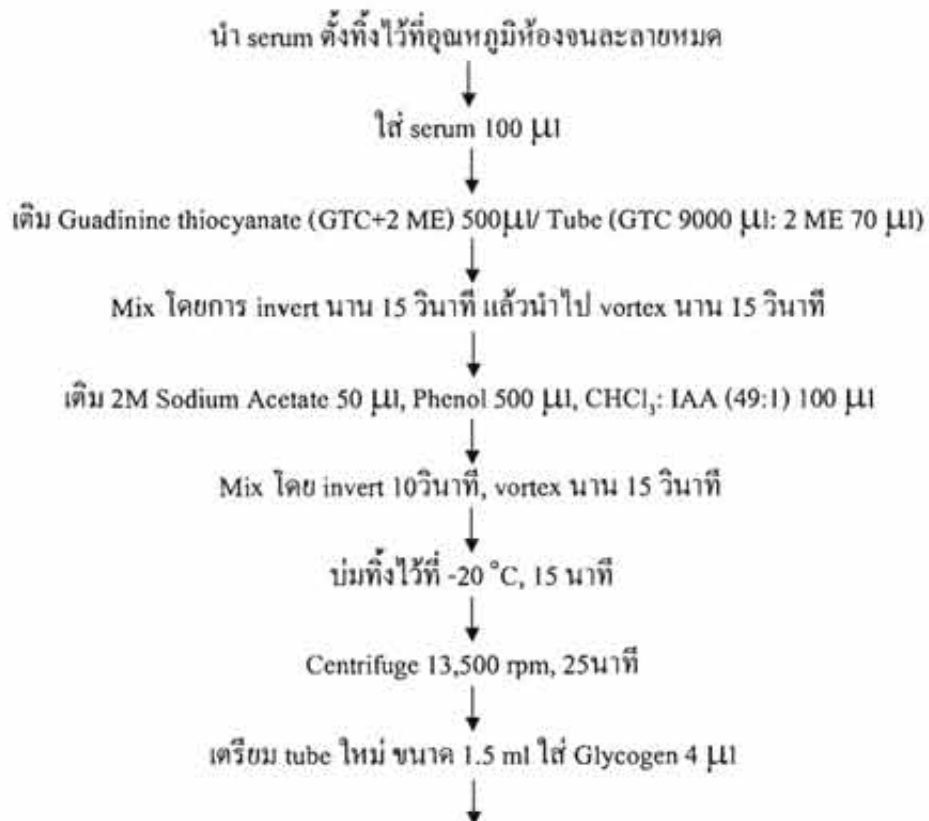 นำ serum ตั้งทิ้งไว้ที่อุณหภูมิห้องจนละลายหมด
ใส่ serum 100 μl
เติม Guadinine thiocyanate (GTC+2 ME) 500μl/ Tube (GTC 9000 μl: 2 ME 70 μl)
Mix โดยการ invert นาน 15 วินาที แล้วนำไป vortex นาน 15 วินาที
เติม 2M Sodium Acetate 50 μl, Phenol 500 μl, CHCl₃: IAA (49:1) 100 μl
Mix โดย invert 10วินาที, vortex นาน 15 วินาที
บ่มทิ้งไว้ที่ -20 °C, 15 นาที
Centrifuge 13,500 rpm, 25นาที
เตรียม tube ใหม่ ขนาด 1.5 ml ใส่ Glycogen 4 μl